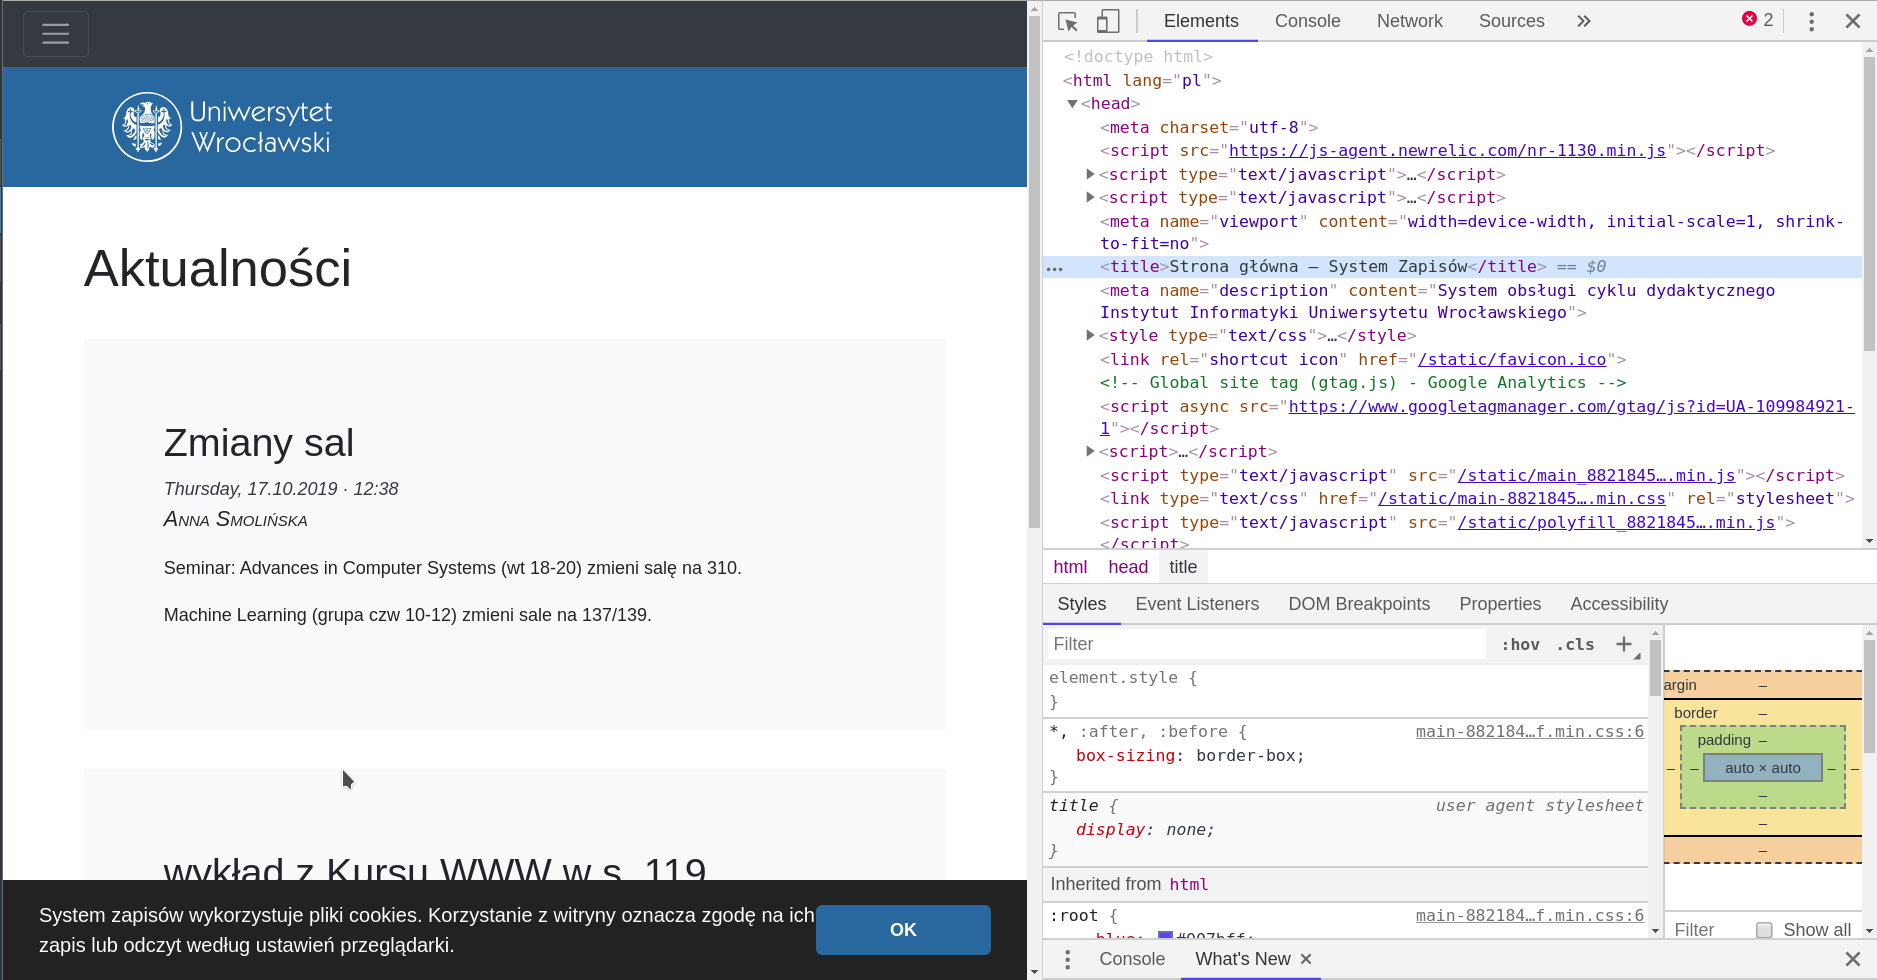 Uniwersytet
Wrocławski
Aktualności
Zmiany sal
Thursday, 17.10.2019 · 12:38
Anna Smolińska
Seminar: Advances in Computer Systems (wt 18-20) zmieni salę na 310.
Machine Learning (grupa czw 10-12) zmieni sale na 137/139.
wykład z Kursu WWW w s. 119
System zapisów wykorzystuje pliki cookies. Korzystanie z witryny oznacza zgodę na ich
zapis lub odczyt według ustawień przeglądarki.
OK
Elements Console Network Sources » 2
<!doctype html>
<html lang="pl">
<head>
<meta charset="utf-8">
<script src="https://js-agent.newrelic.com/nr-1130.min.js"></script>
<script type="text/javascript">…</script>
<script type="text/javascript">…</script>
<meta name="viewport" content="width=device-width, initial-scale=1, shrink-
to-fit=no">
<title>Strona główna — System Zapisów</title> == $0
<meta name="description" content="System obsługi cyklu dydaktycznego
Instytut Informatyki Uniwersytetu Wrocławskiego">
<style type="text/css">…</style>
<link rel="shortcut icon" href="/static/favicon.ico">
<!-- Global site tag (gtag.js) - Google Analytics -->
<script async src="https://www.googletagmanager.com/gtag/js?id=UA-109984921-
1"></script>
<script>…</script>
<script type="text/javascript" src="/static/main_8821845….min.js"></script>
<link type="text/css" href="/static/main-8821845….min.css" rel="stylesheet">
<script type="text/javascript" src="/static/polyfill_8821845….min.js">
</script>
html head title
Styles Event Listeners DOM Breakpoints Properties Accessibility
Filter :hov .cls +
element.style {
}
*, :after, :before { main-882184…f.min.css:6
box-sizing: border-box;
}
title { user agent stylesheet
display: none;
}
Inherited from html
:root { main-882184…f.min.css:6
--blue: #007bff;
argin –
border –
padding –
– – auto × auto – –
–
–
–
Filter Show all
Console What's New